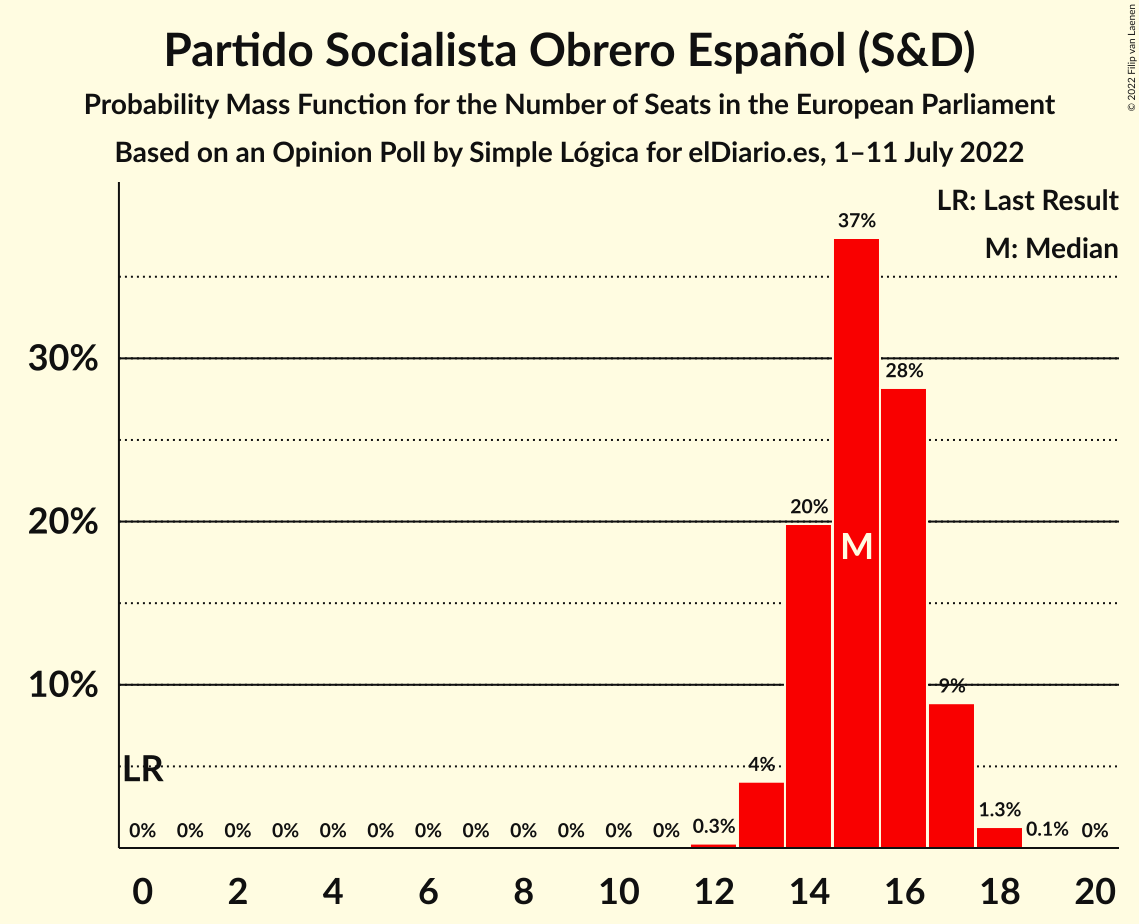 Partido Socialista Obrero Español (S&D)
Probability Mass Function for the Number of Seats in the European Parliament
Based on an Opinion Poll by Simple Lógica for elDiario.es, 1–11 July 2022
© 2022 Filip van Laenen
LR: Last Result
M: Median
37%
30%
28%
20%
20%
M
10%
9%
LR
4%
0% 0% 0% 0% 0% 0% 0% 0% 0% 0% 0% 0% 0.3% 1.3% 0.1% 0%
0 2 4 6 8 10 12 14 16 18 20